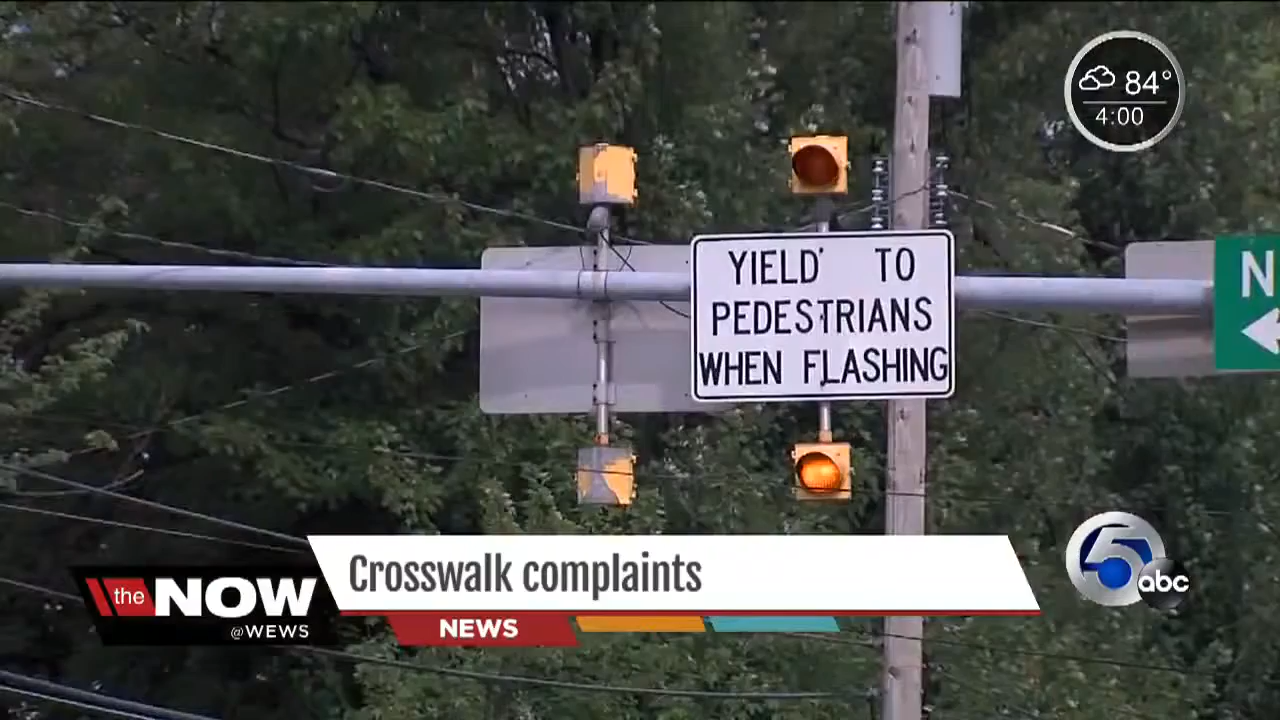 84°
4:00
YIELD TO
PEDESTRIANS
WHEN FLASHING
N
Crosswalk complaints
the NOW
@WEWS
NEWS
5
abc